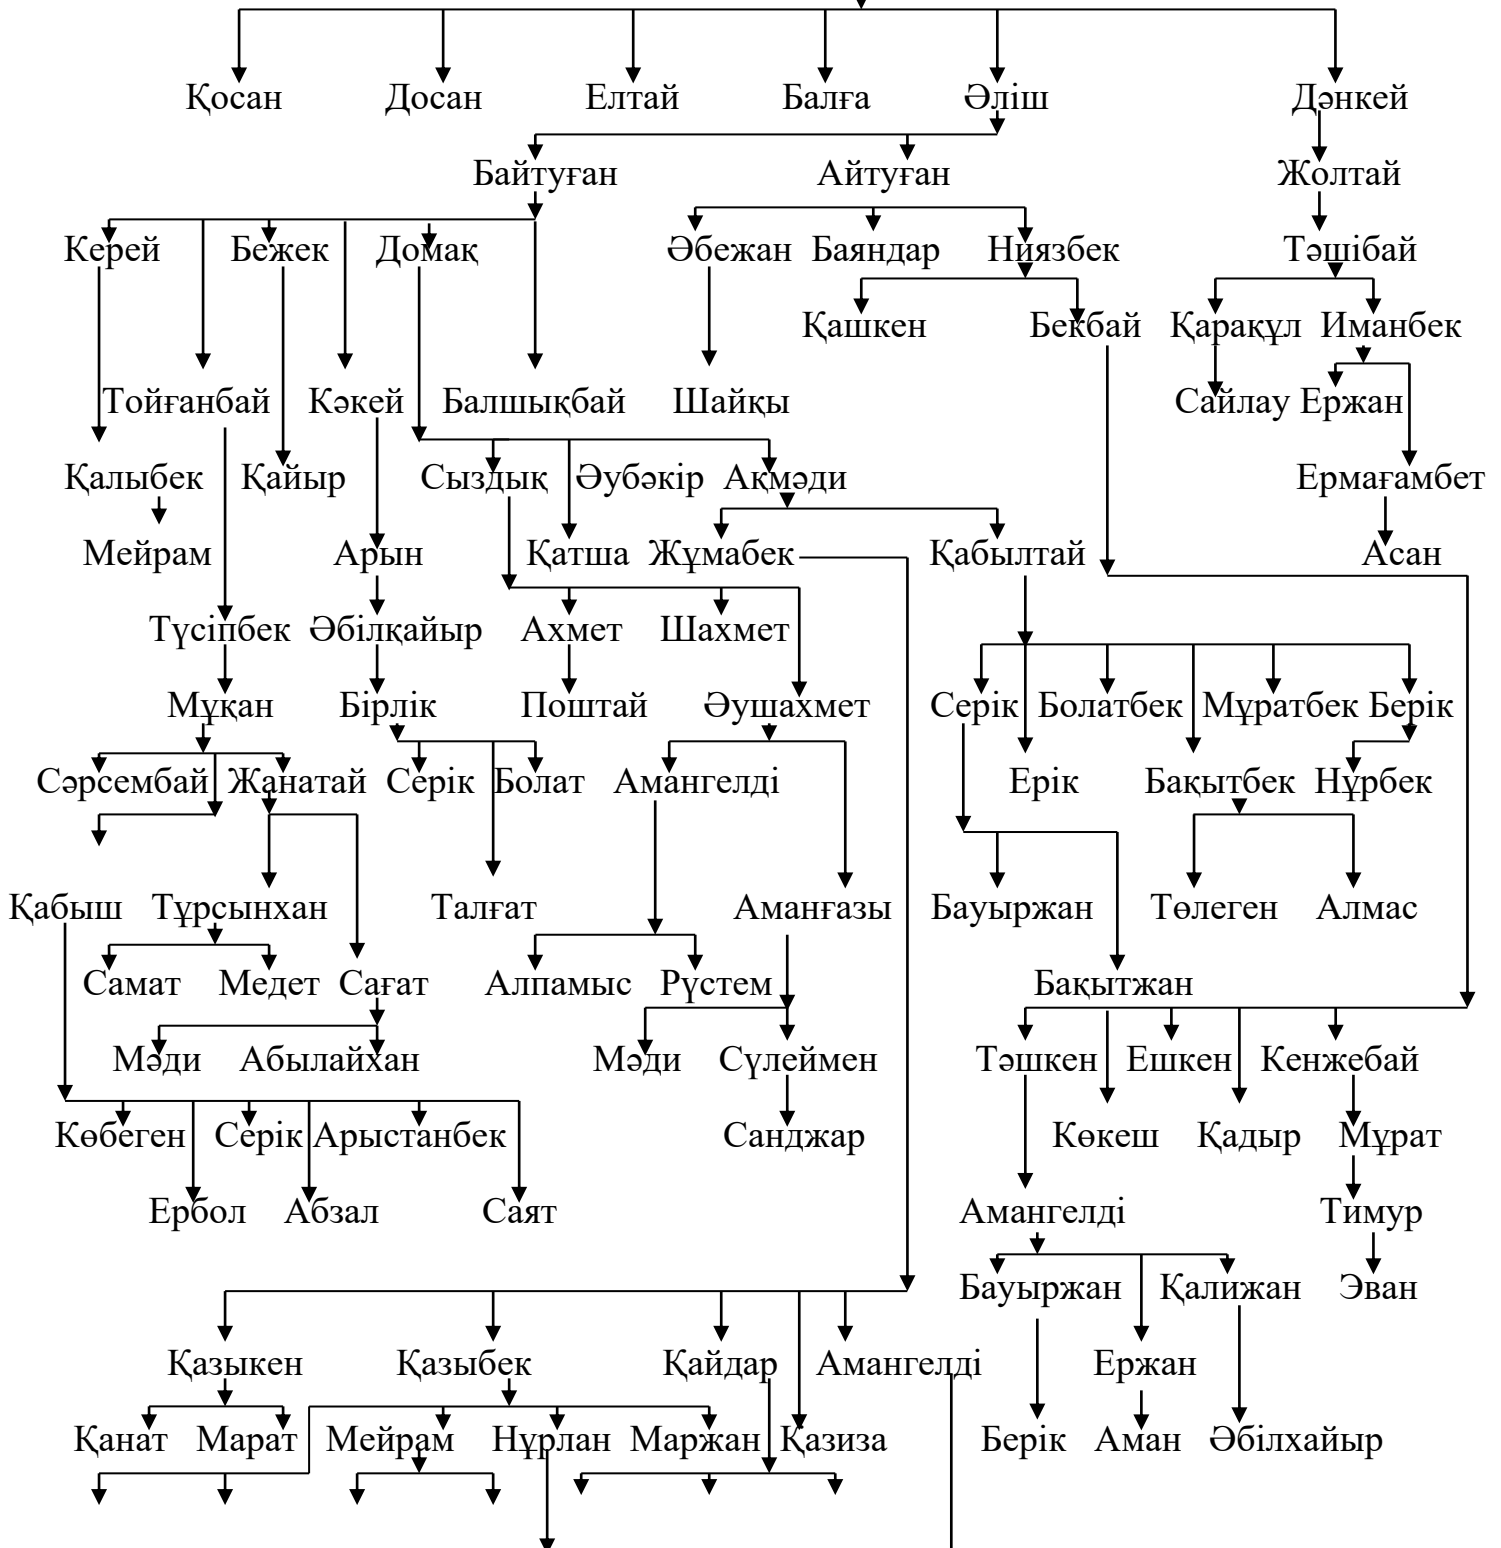 Қосан Досан Елтай Балға Әліш Дәнкей
Байтуған Айтуған Жолтай
Керей Бежек Домақ Әбежан Баяндар Ниязбек Тәшібай
Қашкен Бекбай Қарақұл Иманбек
Тойғанбай Кәкей Балшықбай Шайқы Сайлау Ержан
Қалыбек Қайыр Сыздық Әубәкір Ақмәди Ермағамбет
Мейрам Арын Қатша Жұмабек Қабылтай Асан
Түсіпбек Әбілқайыр Ахмет Шахмет
Мұқан Бірлік Поштай Әушахмет Серік Болатбек Мұратбек Берік
Сәрсембай Жанатай Серік Болат Амангелді Ерік Бақытбек Нұрбек
Қабыш Тұрсынхан Талғат Аманғазы Бауыржан Төлеген Алмас
Самат Медет Сағат Алпамыс Рүстем Бақытжан
Мәди Абылайхан Мәди Сүлеймен Тәшкен Ешкен Кенжебай
Көбеген Серік Арыстанбек Санджар Көкеш Қадыр Мұрат
Ербол Абзал Саят Амангелді Тимур
Бауыржан Қалижан Эван
Қазыкен Қазыбек Қайдар Амангелді Ержан
Қанат Марат Мейрам Нұрлан Маржан Қазиза Берік Аман Әбілхайыр